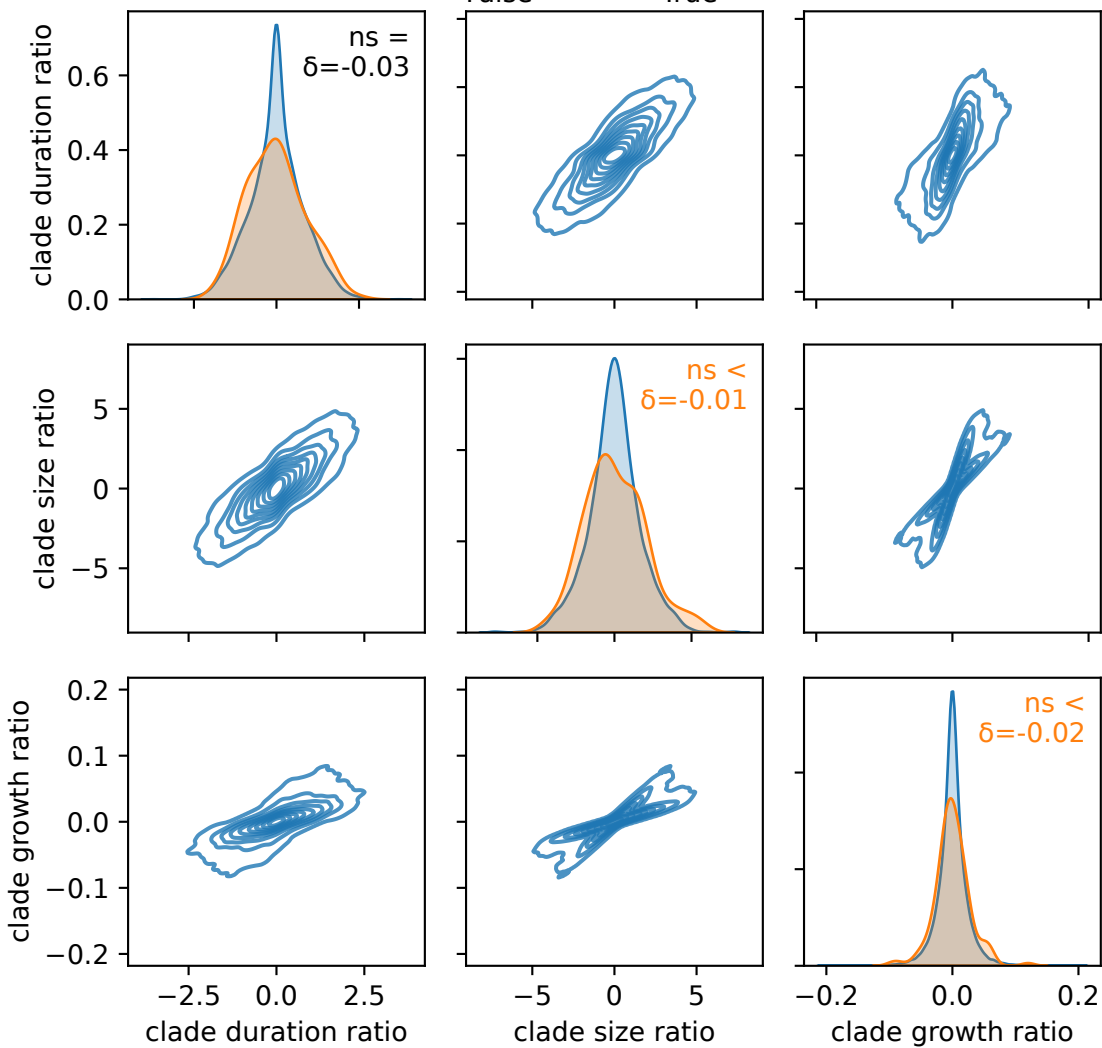 ns =
δ=-0.03
clade duration ratio
0.6
0.4
0.2
0.0
ns <
δ=-0.01
clade size ratio
5
0
−5
ns <
δ=-0.02
clade growth ratio
0.2
0.1
0.0
−0.1
−0.2
−2.5 0.0 2.5
−5 0 5
−0.2 0.0 0.2
clade duration ratio
clade size ratio
clade growth ratio